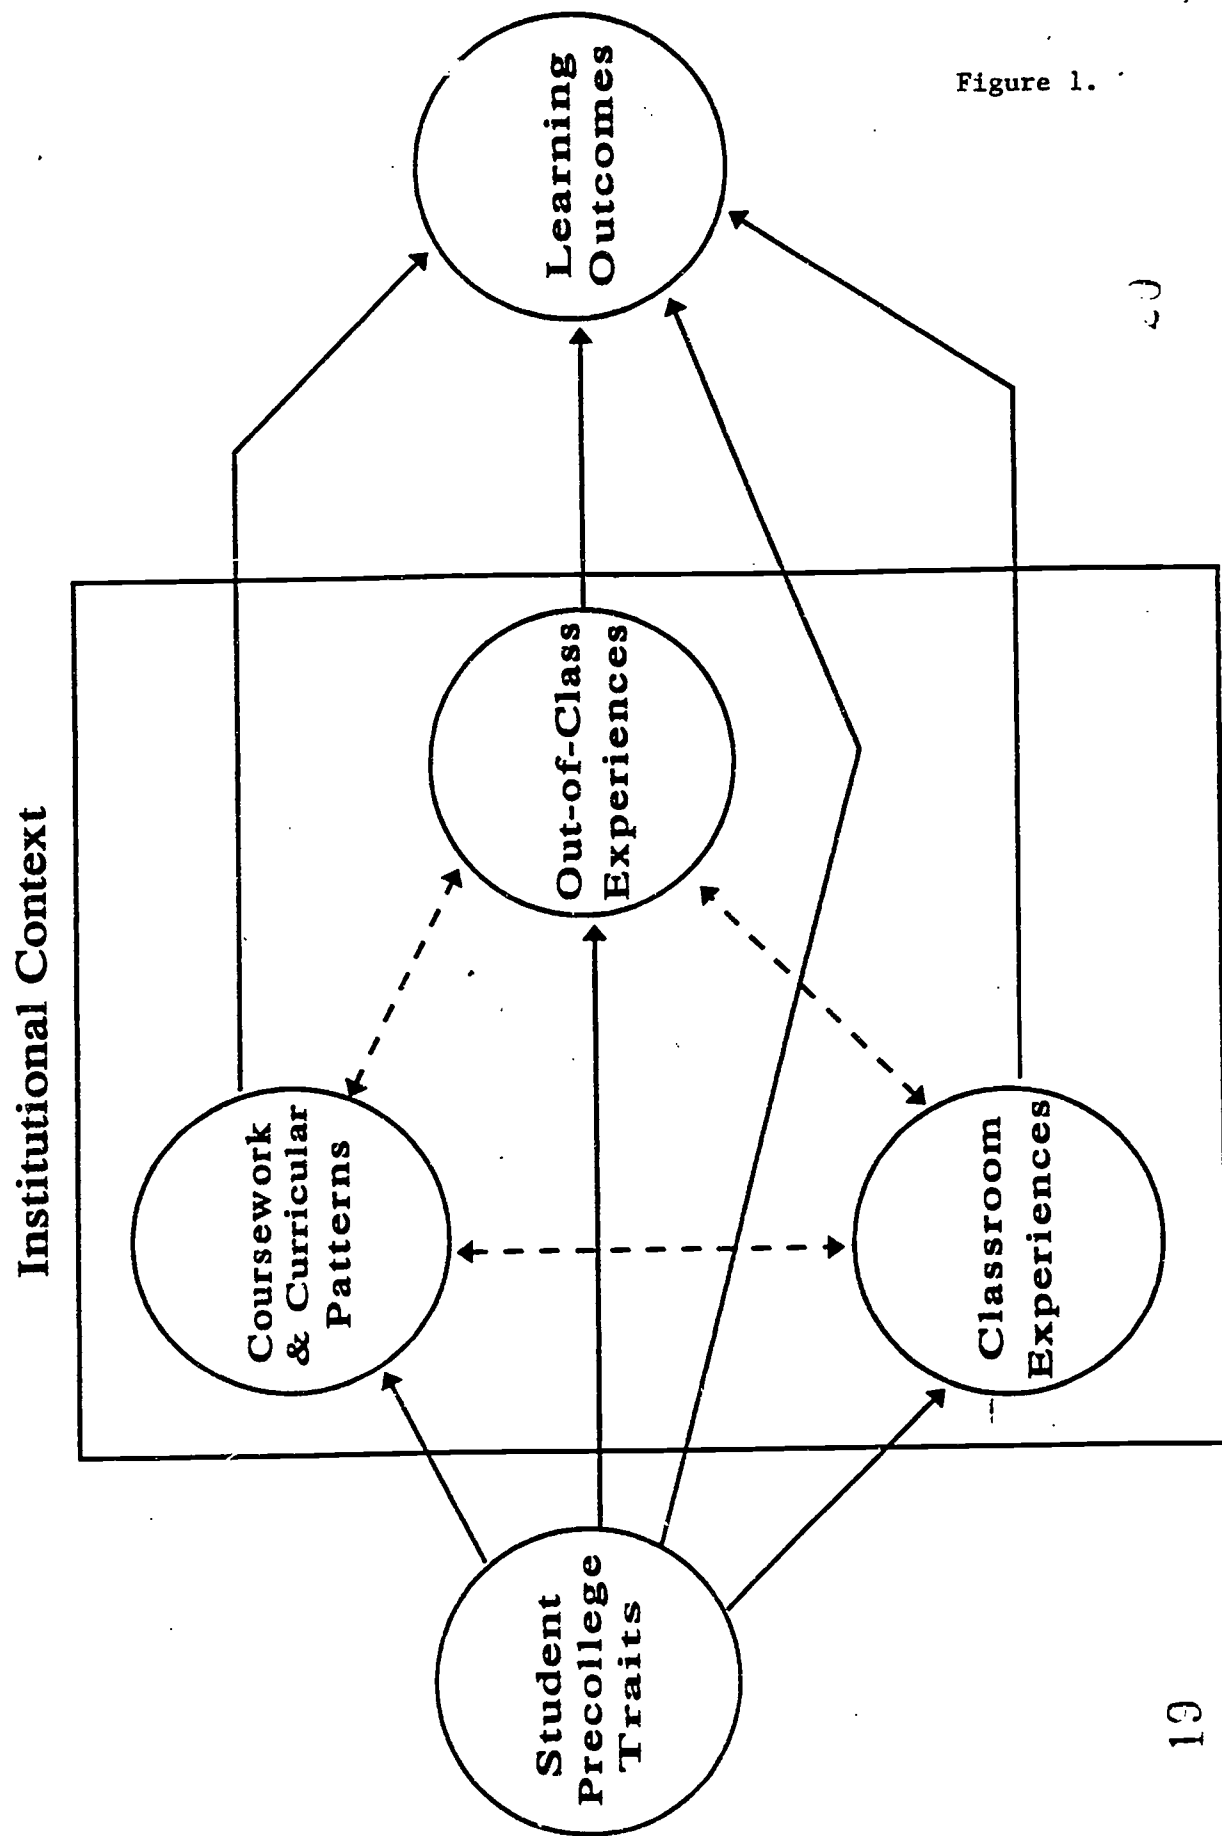 Figure 1.
Institutional Context
Student
Precollege
Traits
Coursework
& Curricular
Patterns
Classroom
Experiences
Out-of-Class
Experiences
Learning
Outcomes
19